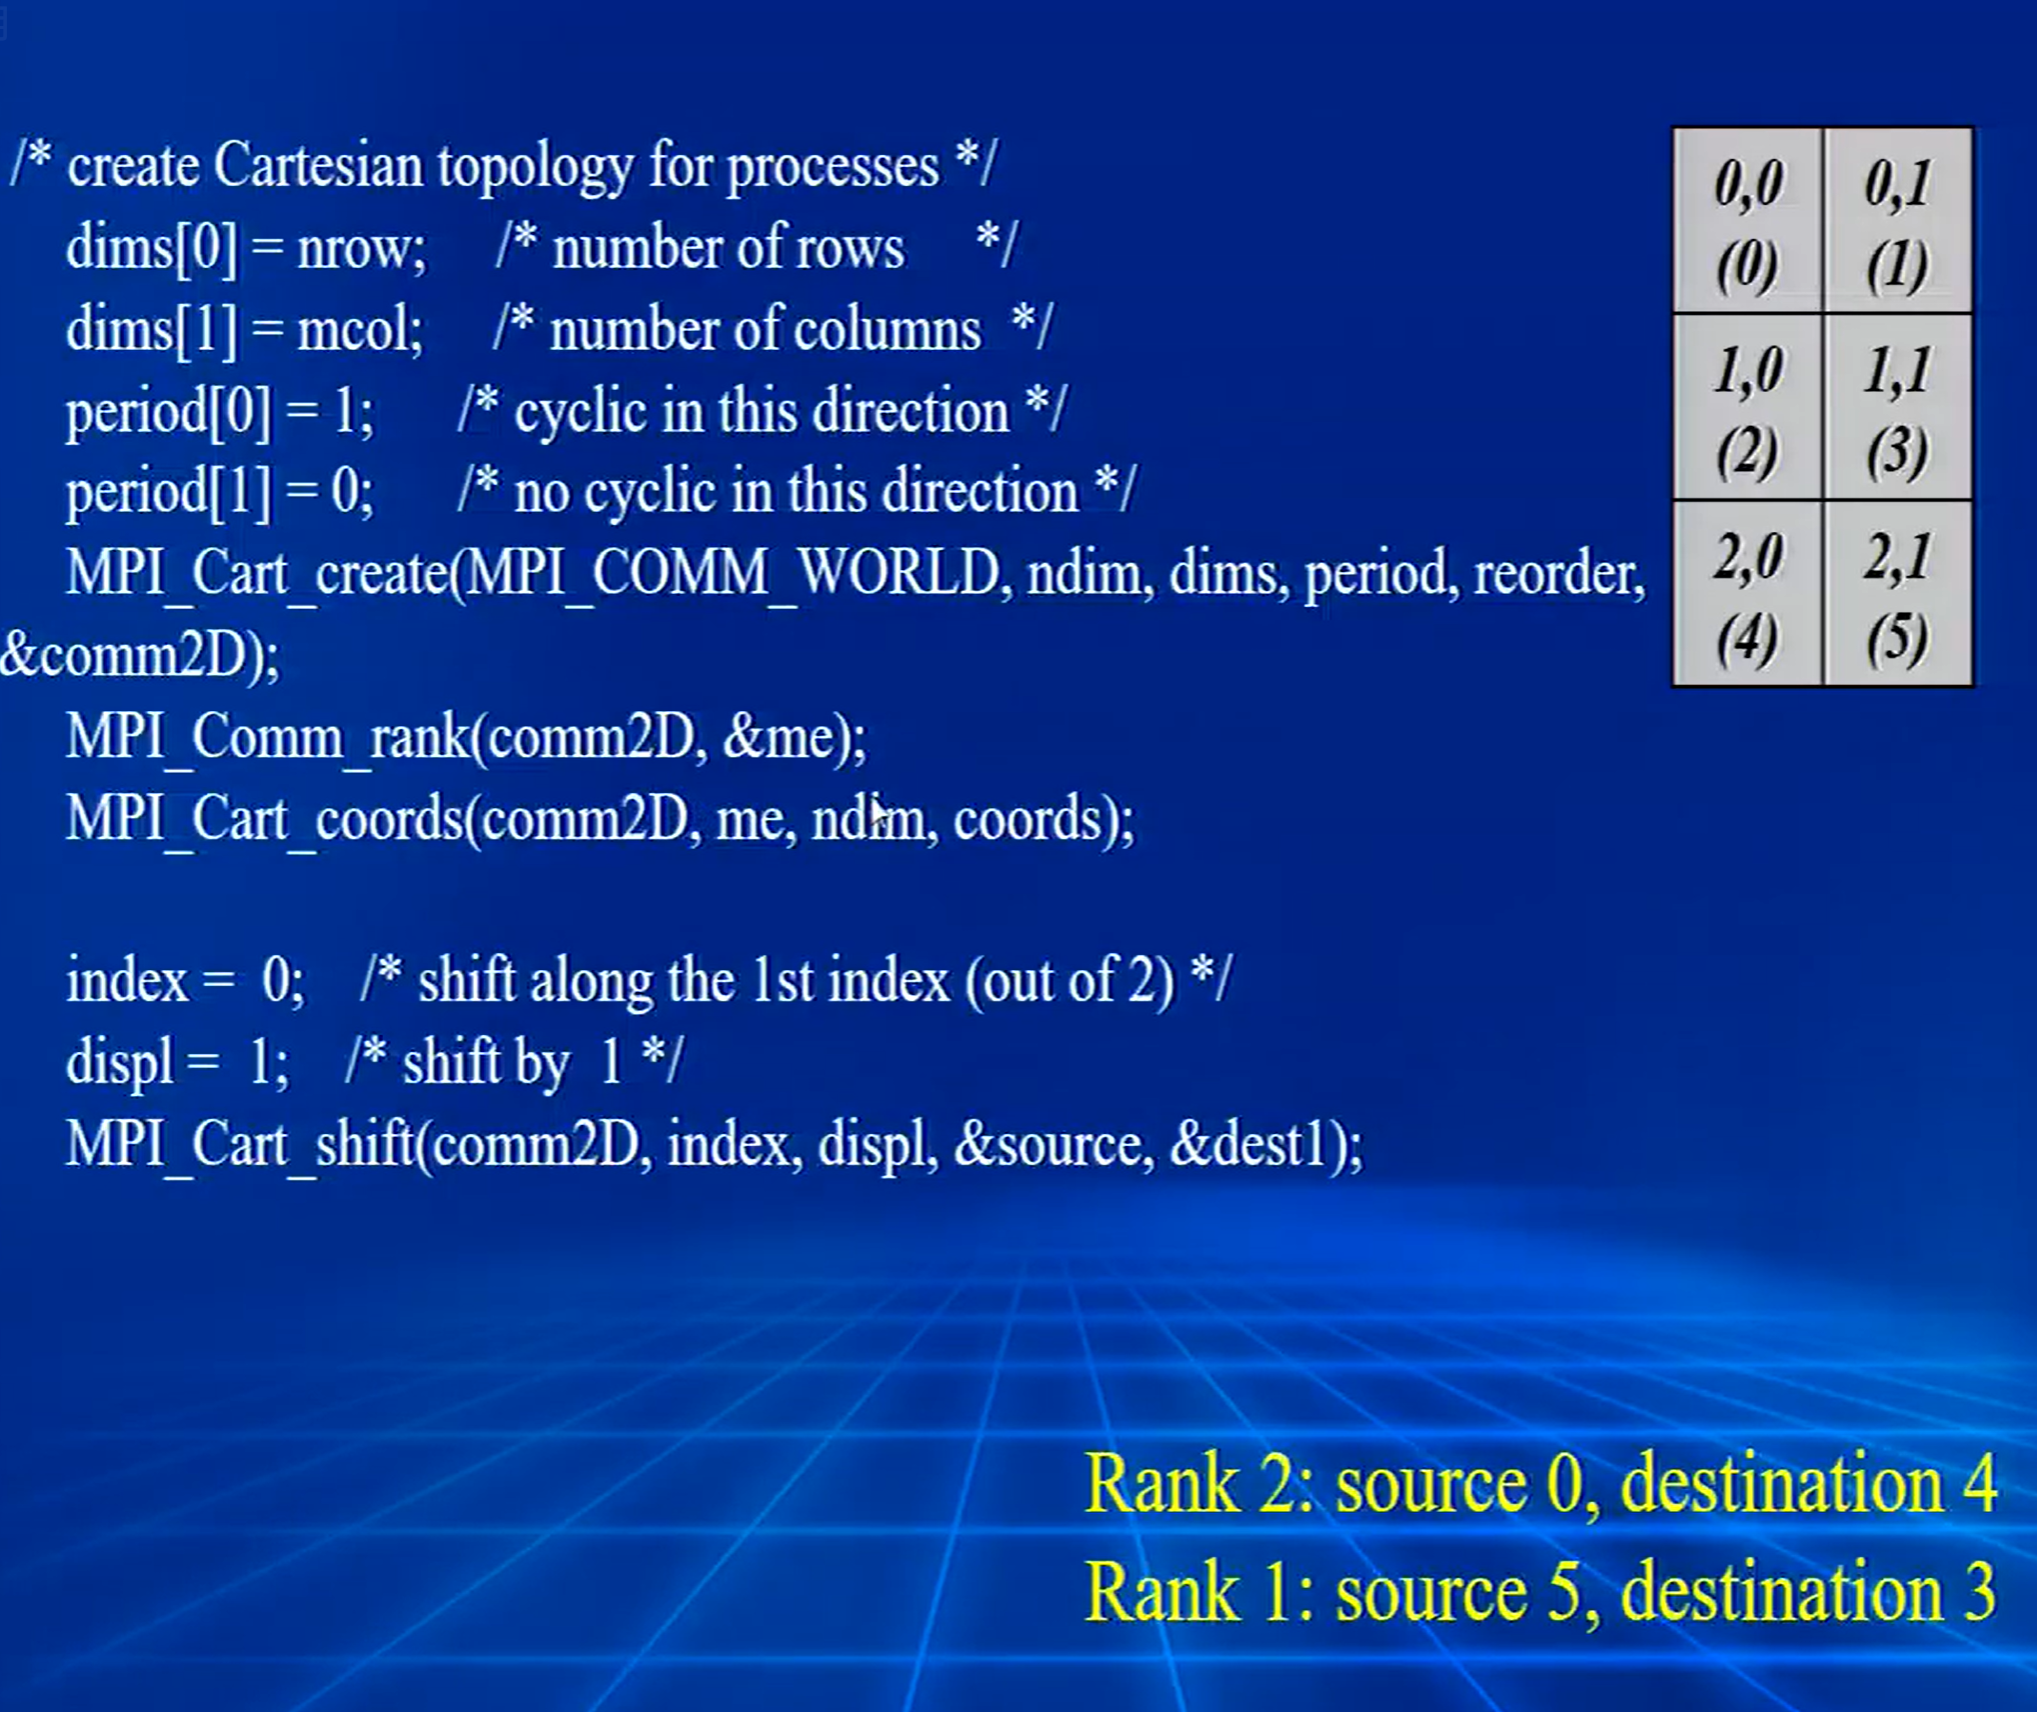 /* create Cartesian topology for processes */
dims[0] = nrow; /* number of rows */
dims[1] = mcol; /* number of columns */
period[0] = 1; /* cyclic in this direction */
period[1] = 0; /* no cyclic in this direction */
MPI_Cart_create(MPI_COMM_WORLD, ndim, dims, period, reorder,
&comm2D);
MPI_Comm_rank(comm2D, &me);
MPI_Cart_coords(comm2D, me, ndim, coords);
index = 0; /* shift along the 1st index (out of 2) */
displ = 1; /* shift by 1 */
MPI_Cart_shift(comm2D, index, displ, &source, &dest1);
0,0 0,1
(0) (1)
1,0 1,1
(2) (3)
2,0 2,1
(4) (5)
Rank 2: source 0, destination 4
Rank 1: source 5, destination 3